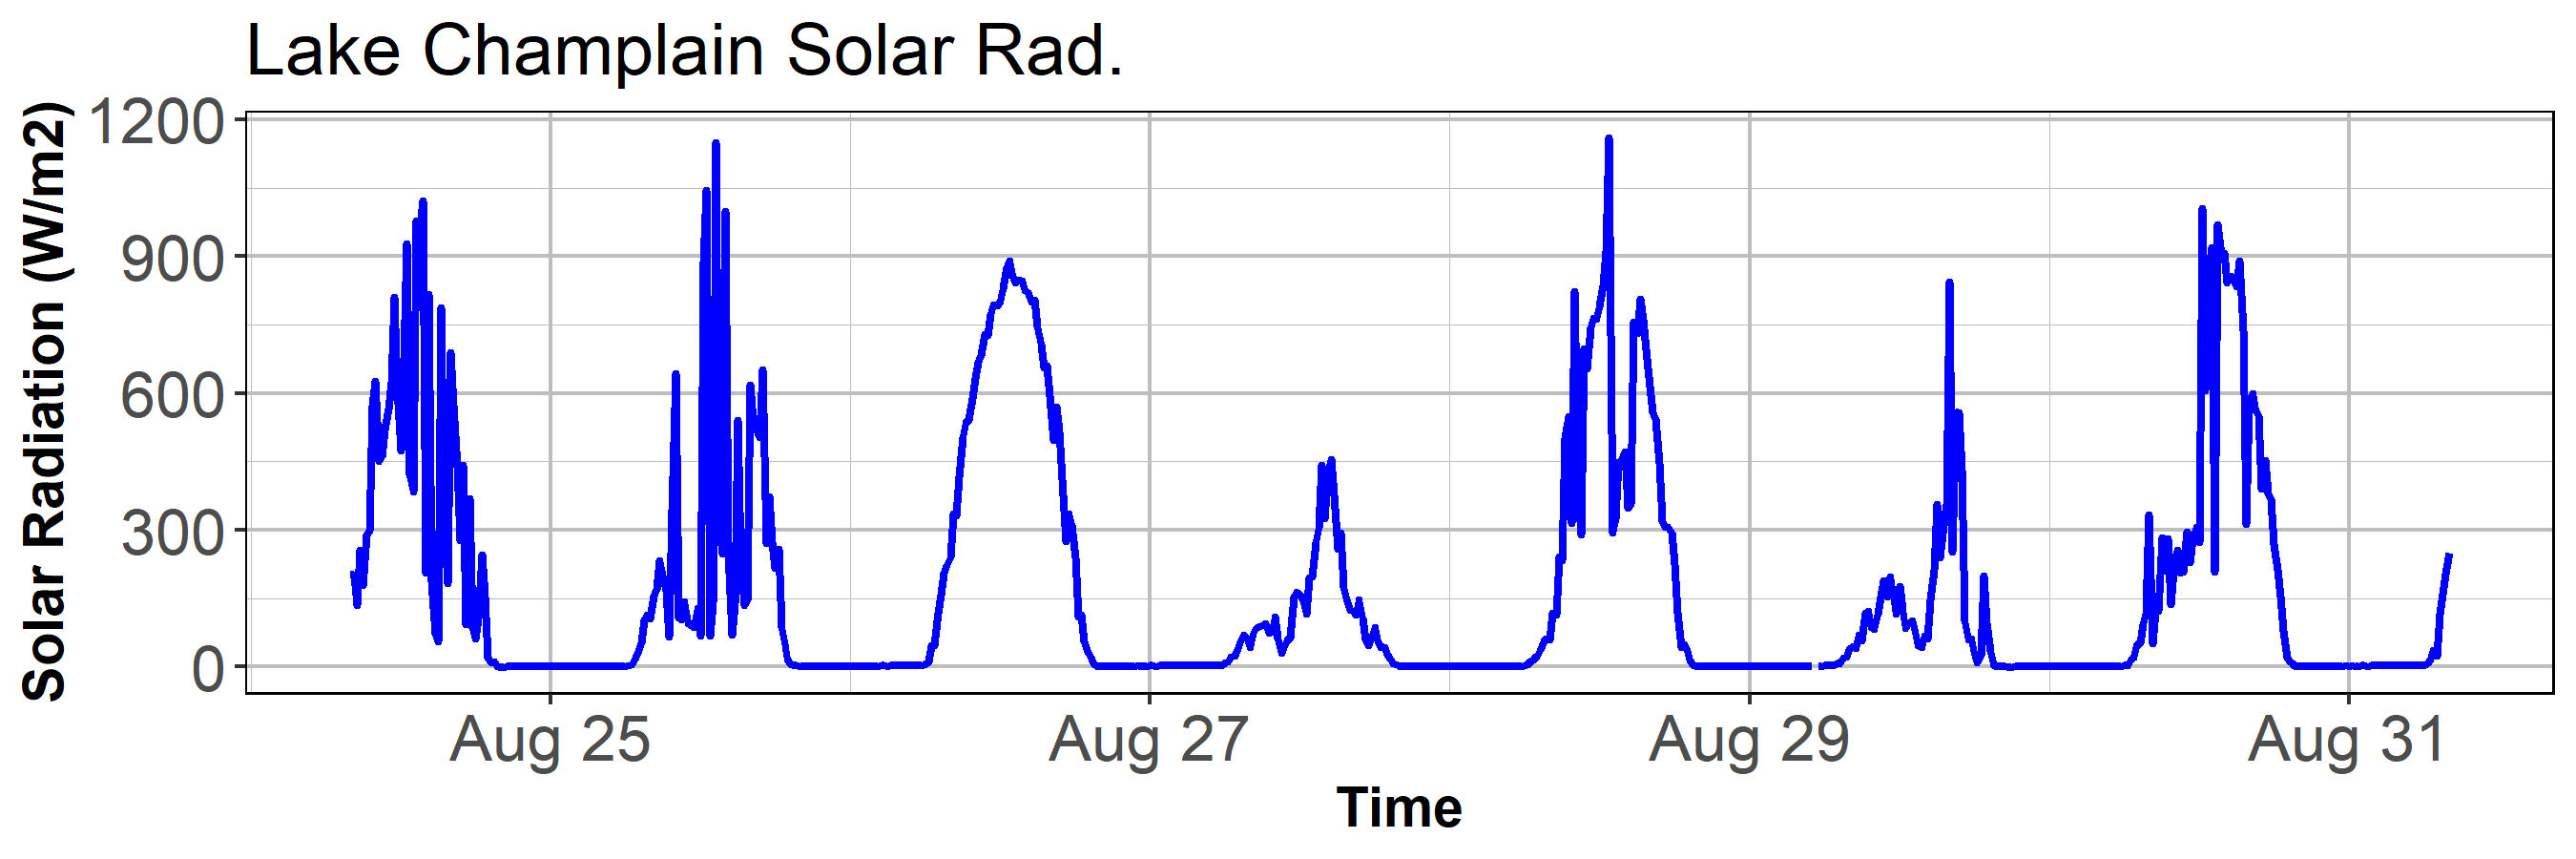 Lake Champlain Solar Rad.
Solar Radiation (W/m2)
1200
900
600
300
0
Aug 25 Aug 27 Aug 29 Aug 31
Time